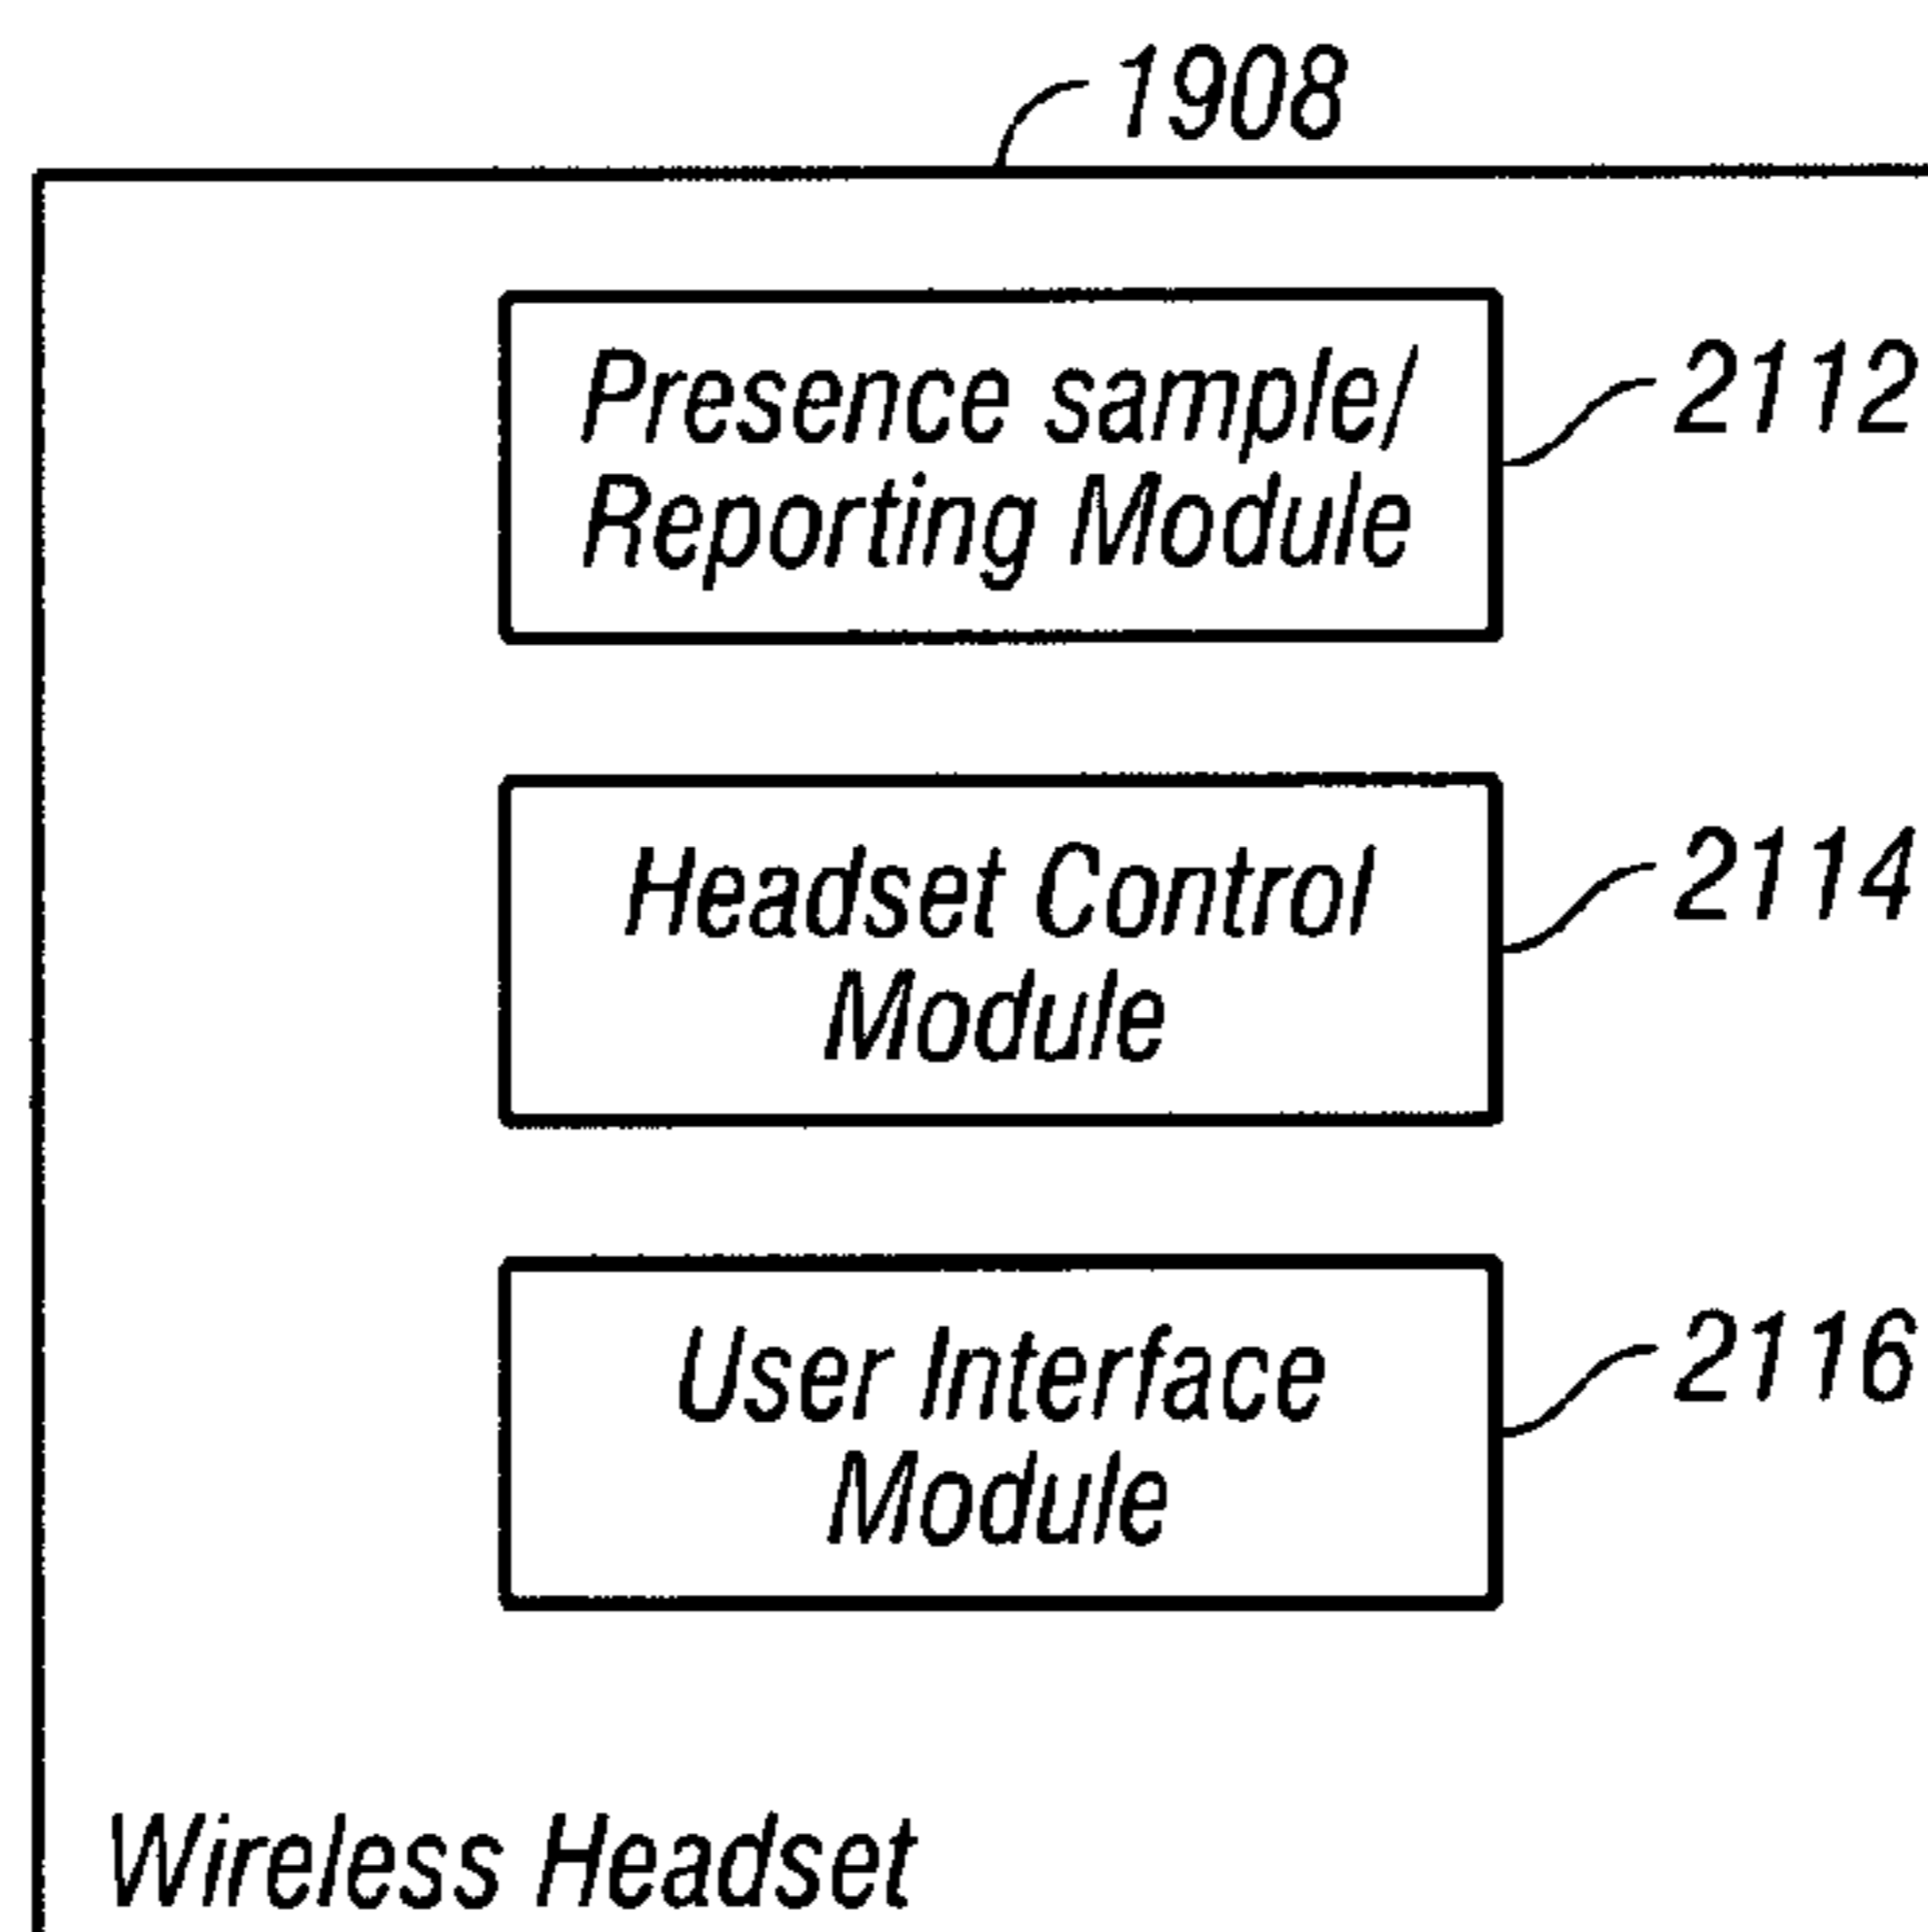 1908
Presence sample/
Reporting Module
2112
Headset Control
Module
2114
User Interface
Module
2116
Wireless Headset